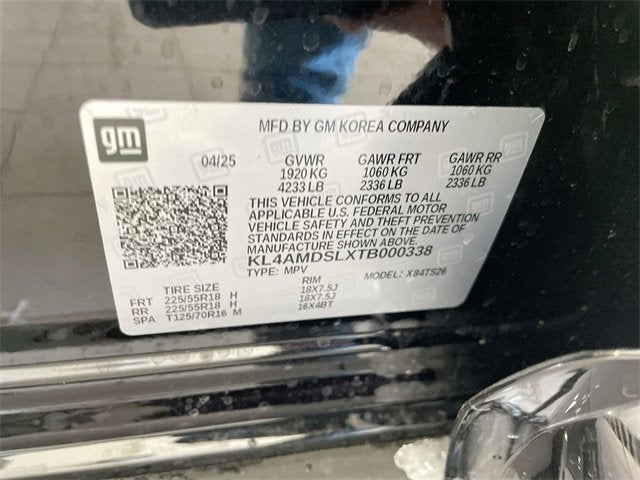 gm
MFD BY GM KOREA COMPANY
04/25 GVWR GAWR FRT GAWR RR
1920 KG 1060 KG 1060 KG
4233 LB 2336 LB 2336 LB
THIS VEHICLE CONFORMS TO ALL
APPLICABLE U.S. FEDERAL MOTOR
VEHICLE SAFETY AND THEFT PREVENTION
STANDARDS IN EFFECT ON THE DATE OF
MANUFACTURE SHOWN ABOVE.
KL4AMDSLXTB000338
TYPE: MPV MODEL: X84TS26
TIRE SIZE RIM
FRT 225/55R18 H 18X7.5J
RR 225/55R18 H 18X7.5J
SPA T125/70R16 M 16X4BT